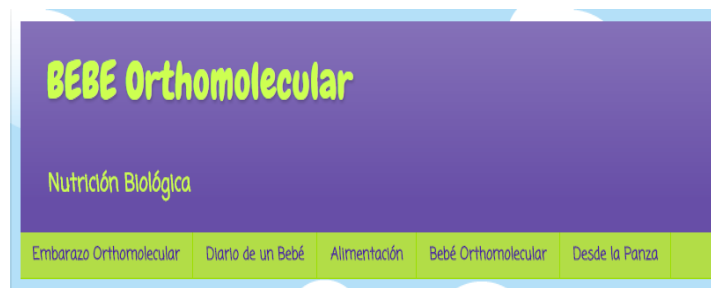 BEBE Orthomolecular
Nutrición Biológica
Embarazo Orthomolecular Diario de un Bebé Alimentación Bebé Orthomolecular Desde la Panza